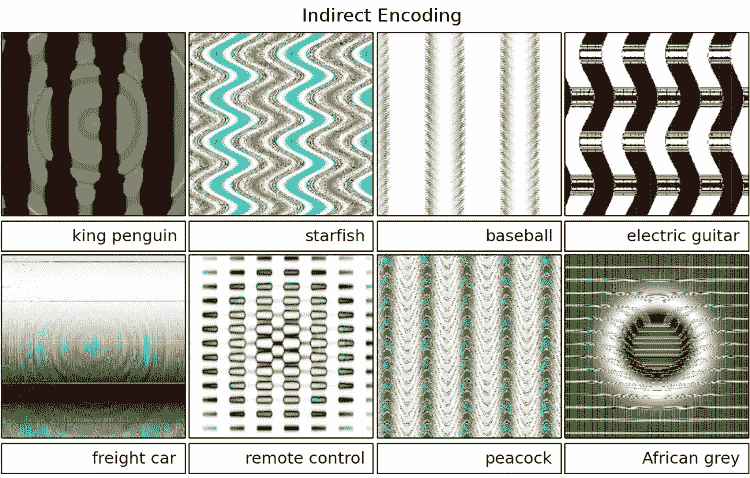 Indirect Encoding
king penguin
starfish
baseball
electric guitar
freight car
remote control
peacock
African grey